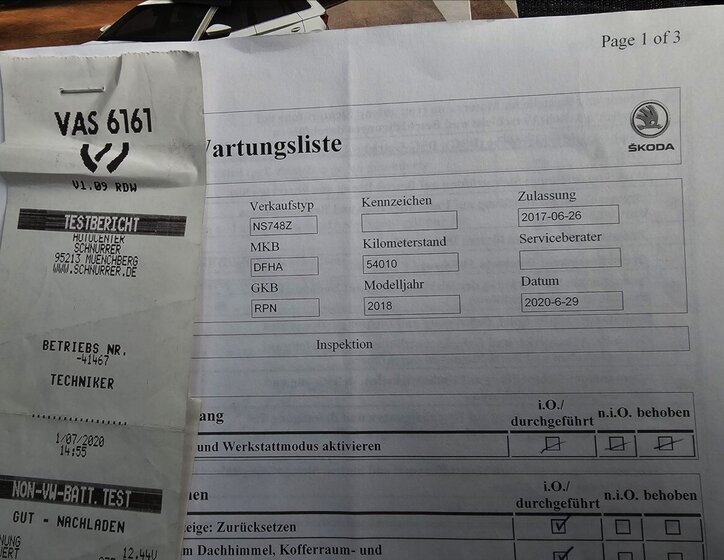 Page 1 of 3
ŠKODA
Wartungsliste
Verkaufstyp
Kennzeichen
Zulassung
NS748Z
2017-06-26
MKB
Kilometerstand
Serviceberater
DFHA
54010
GKB
Modelljahr
Datum
RPN
2018
2020-6-29
Inspektion
ang
i.O./
durchgeführt
n.i.O.
behoben
und Werkstattmodus aktivieren
nen
i.O./
durchgeführt
n.i.O.
behoben
eige: Zurücksetzen
m Dachhimmel, Kofferraum- und
VAS 6161
V1.09 RDW
TESTBERICHT
AUTOCENTER
SCHNURRER
95213 MUENCHBERG
WWW.SCHNURRER.DE
BETRIEBS NR.
-41467
TECHNIKER
1/07/2020
14:55
NON-VW-BATT.TEST
GUT - NACHLADEN
12.44V